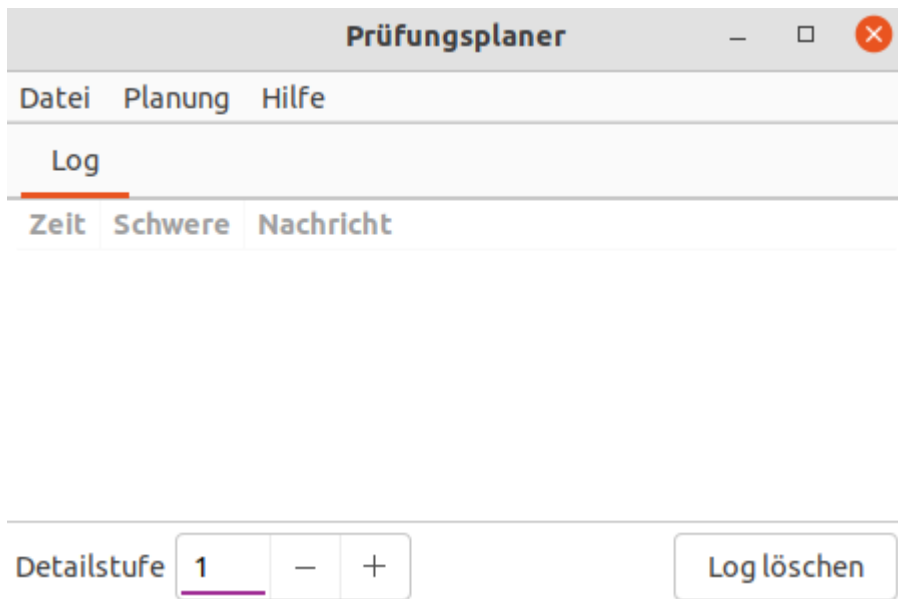 Prüfungsplaner
Datei Planung Hilfe
Log
Zeit Schwere Nachricht
Detailstufe 1 Log löschen